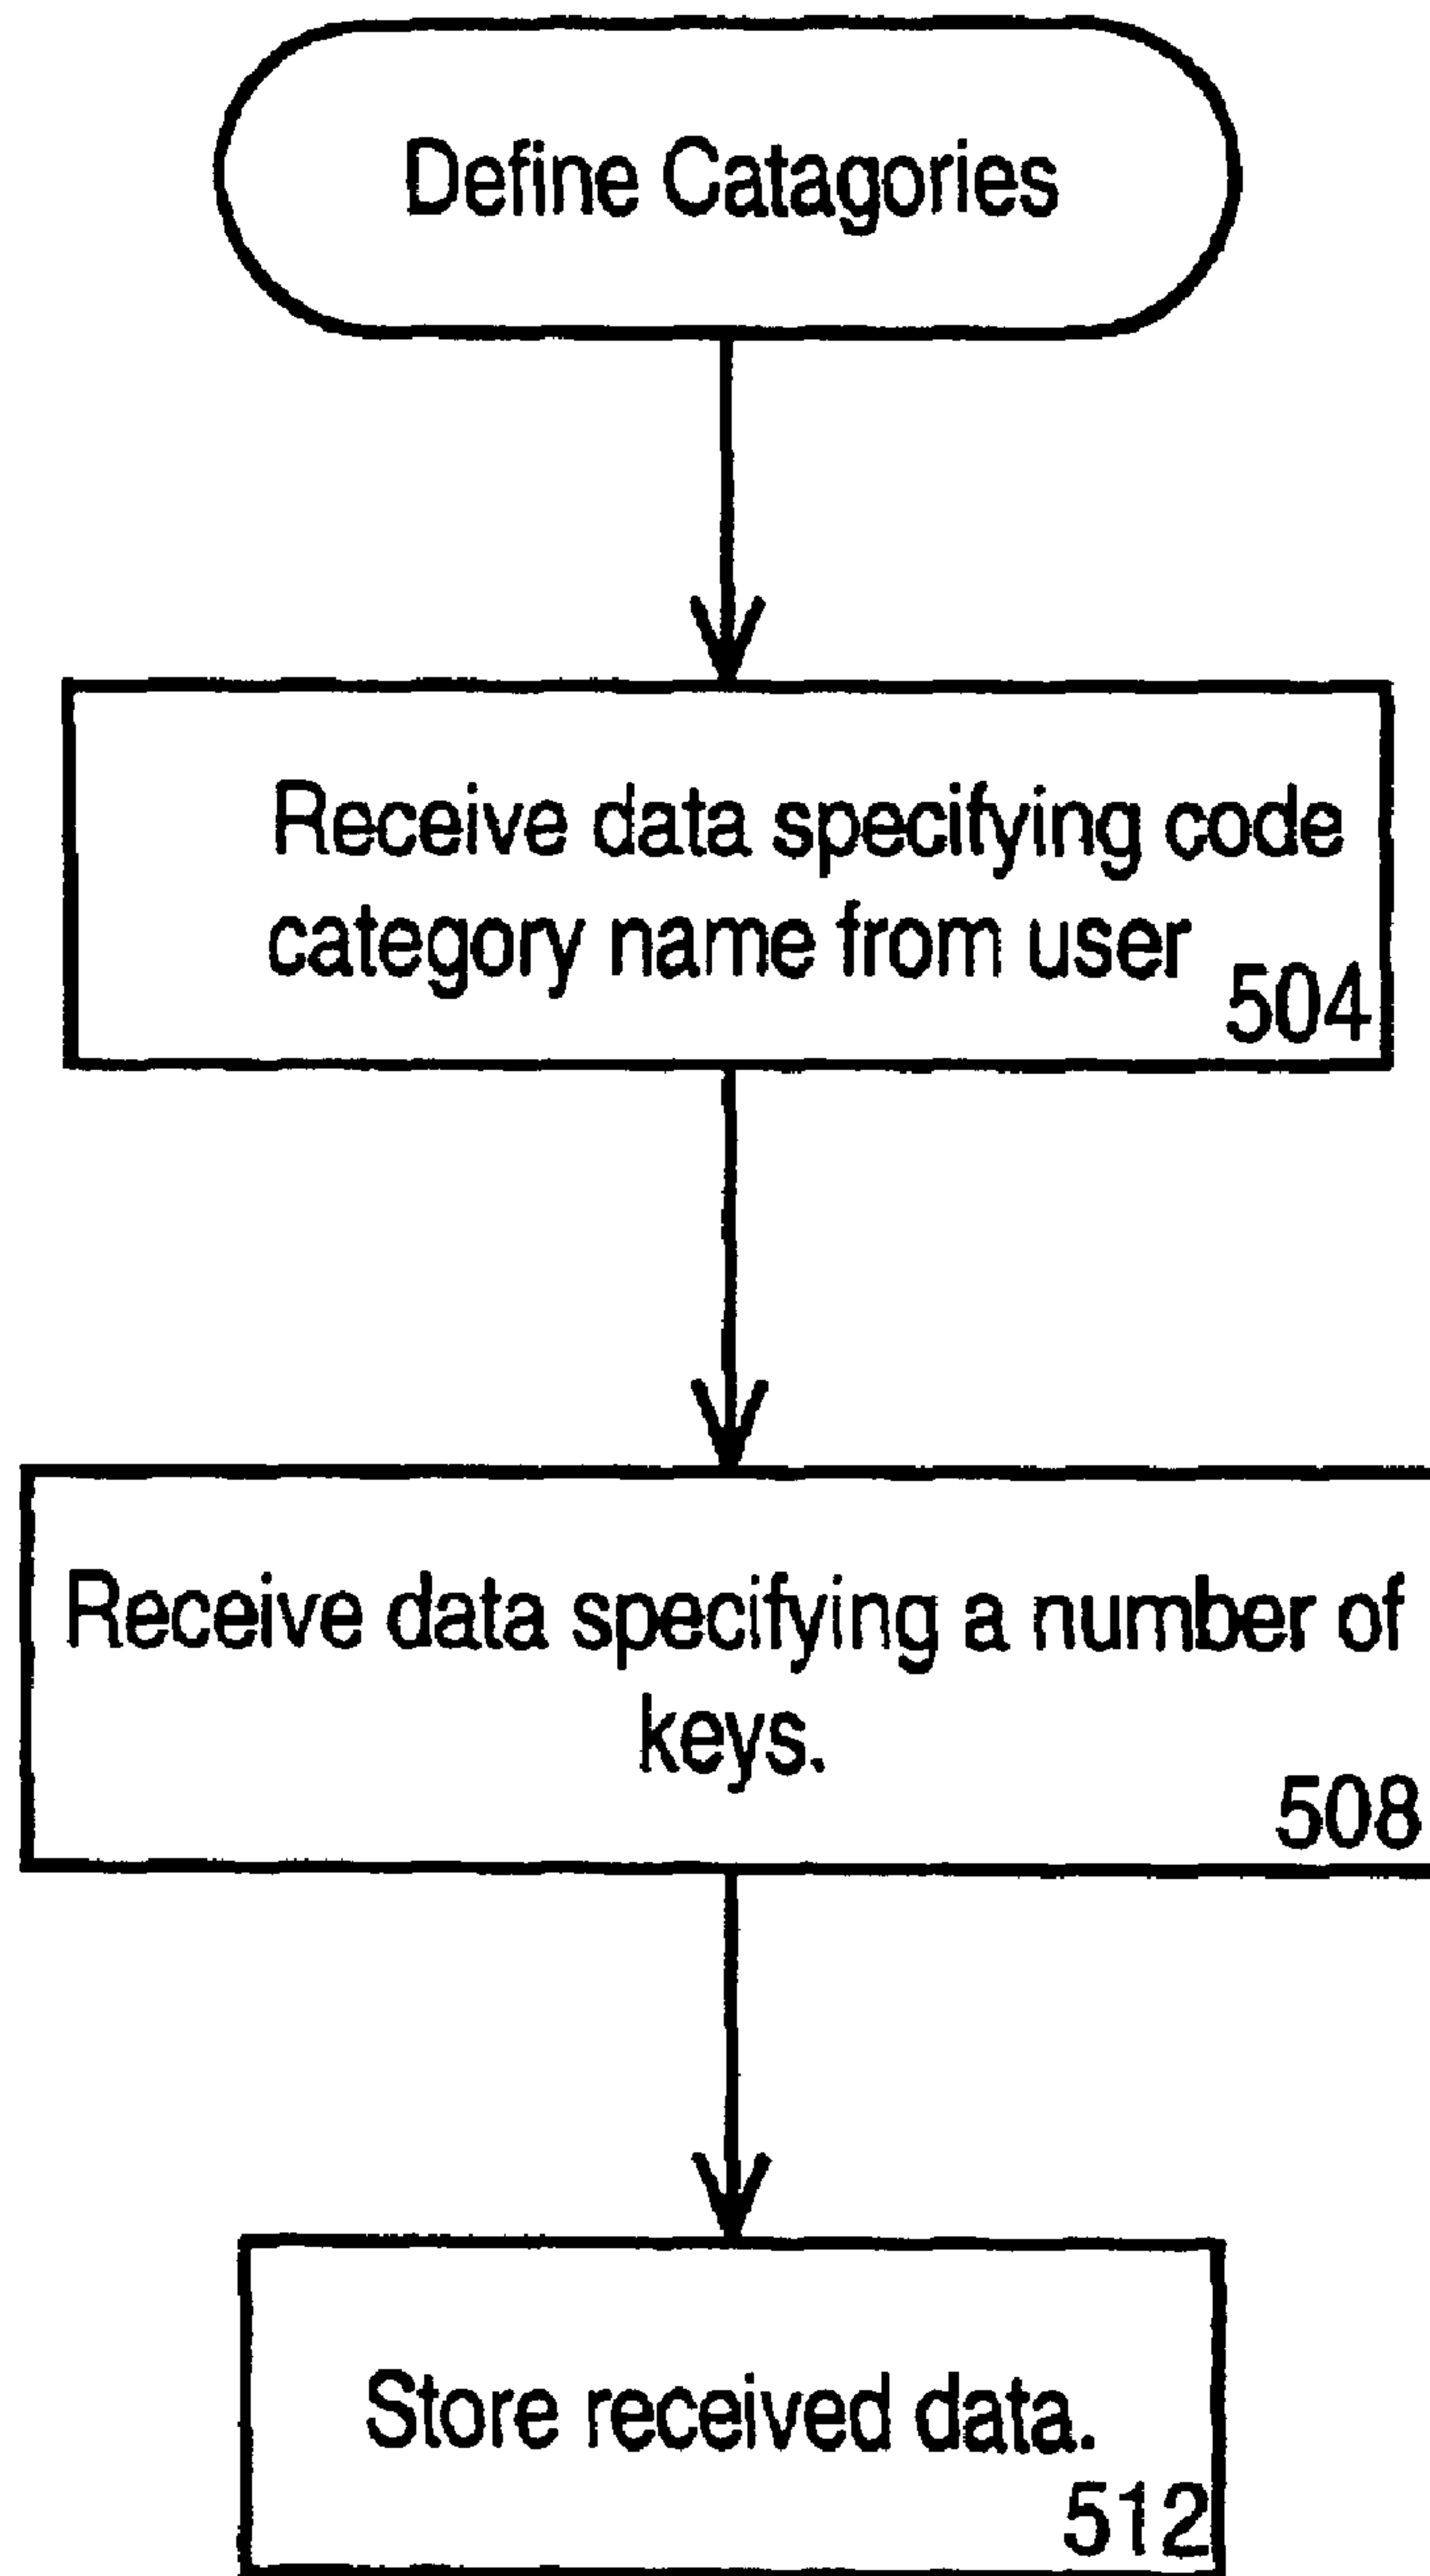 Define Catagories
Receive data specifying code
category name from user
504
Receive data specifying a number of
keys.
508
Store received data.
512